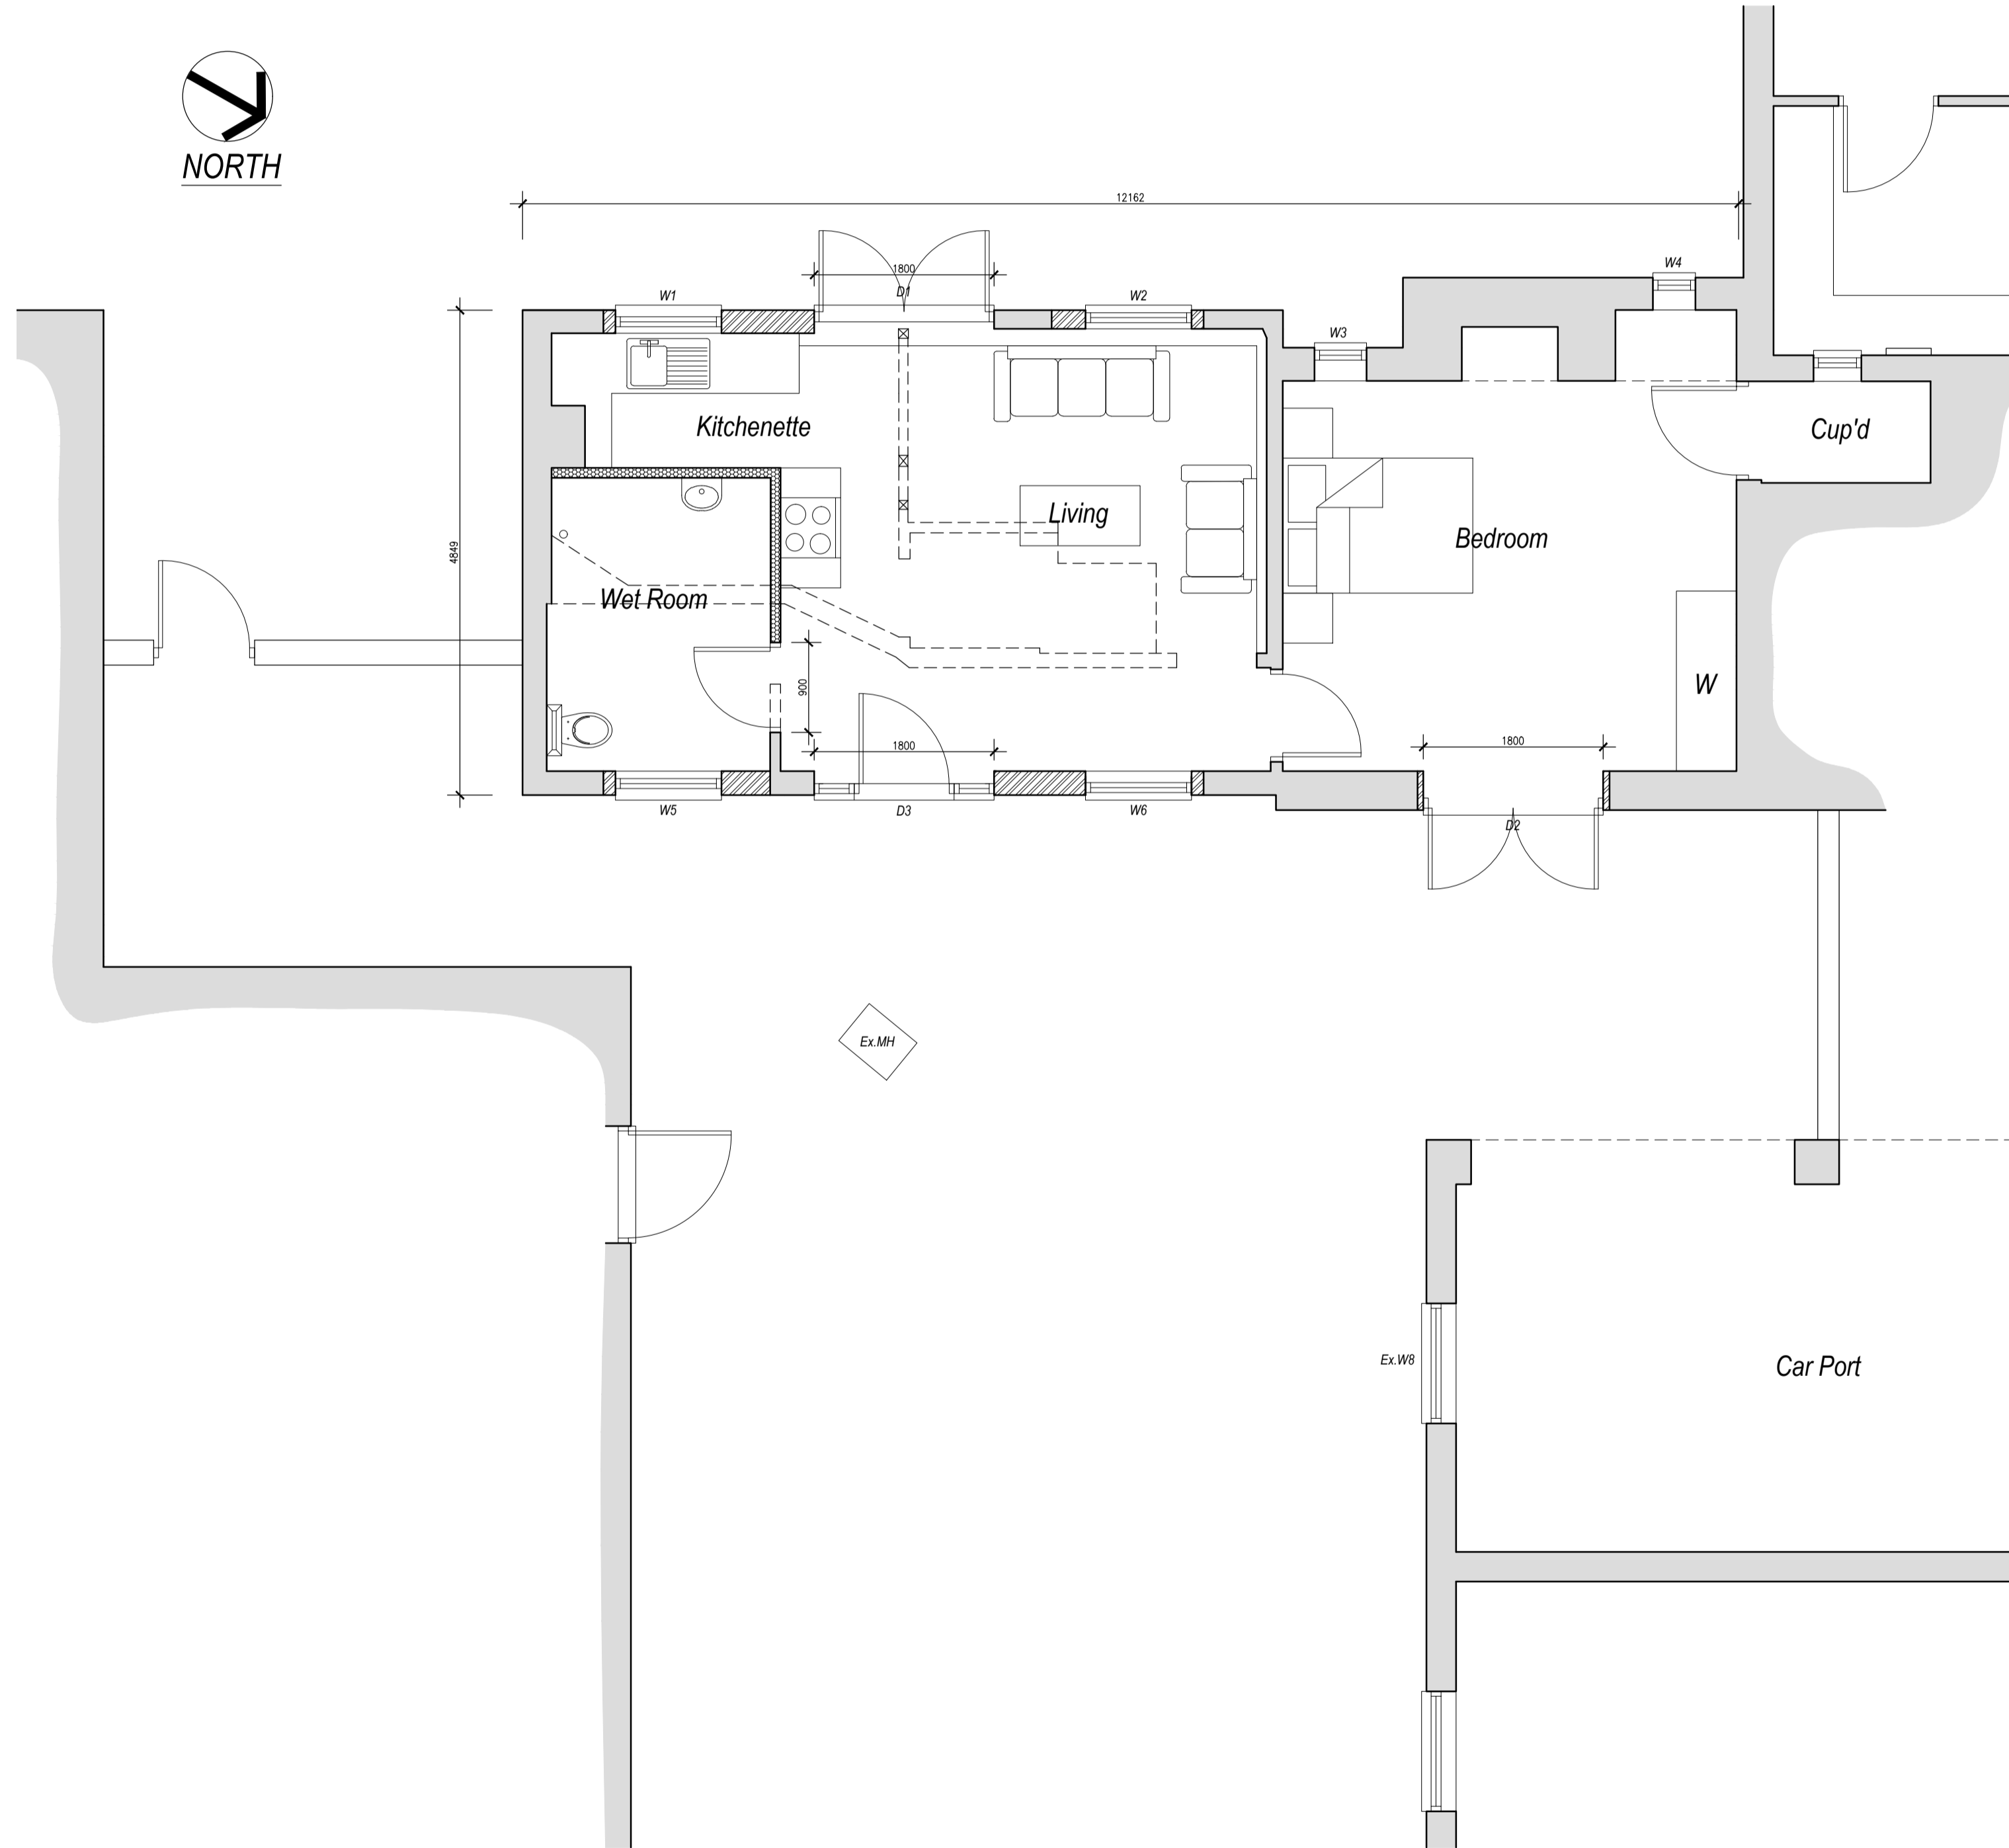 NORTH
12162
1800
D1
W1
W2
W3
W4
Kitchenette
Cup'd
Living
Bedroom
4849
Wet Room
900
W
1800
1800
W5
D3
W6
D2
Ex.MH
Ex.W8
Car Port